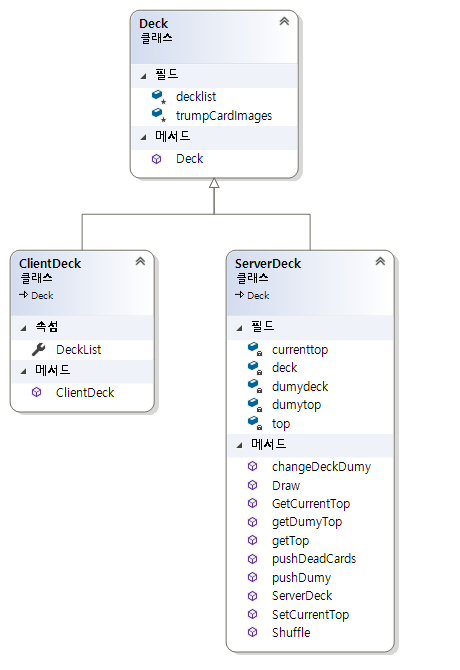 Deck
클래스
필드
decklist
trumpCardImages
메서드
Deck
ClientDeck
클래스
Deck
속성
DeckList
메서드
ClientDeck
ServerDeck
클래스
Deck
필드
currenttop
deck
dumydeck
dumytop
top
메서드
changeDeckDumy
Draw
GetCurrentTop
getDumyTop
getTop
pushDeadCards
pushDumy
ServerDeck
SetCurrentTop
Shuffle